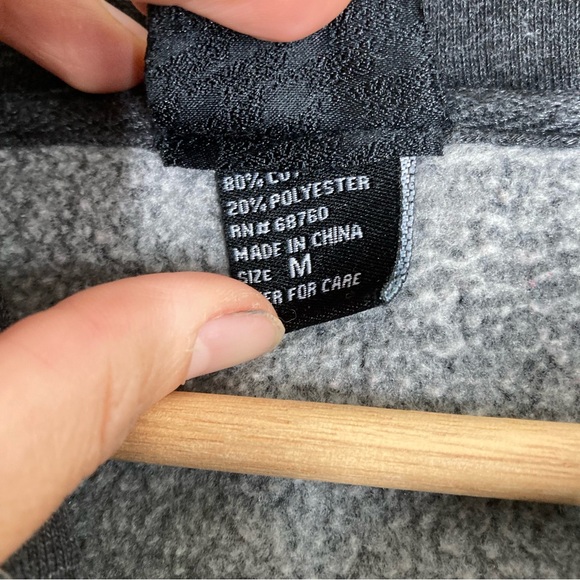 80%
20% POLYESTER
RN# 68760
MADE IN CHINA
SIZE M
FOR CARE